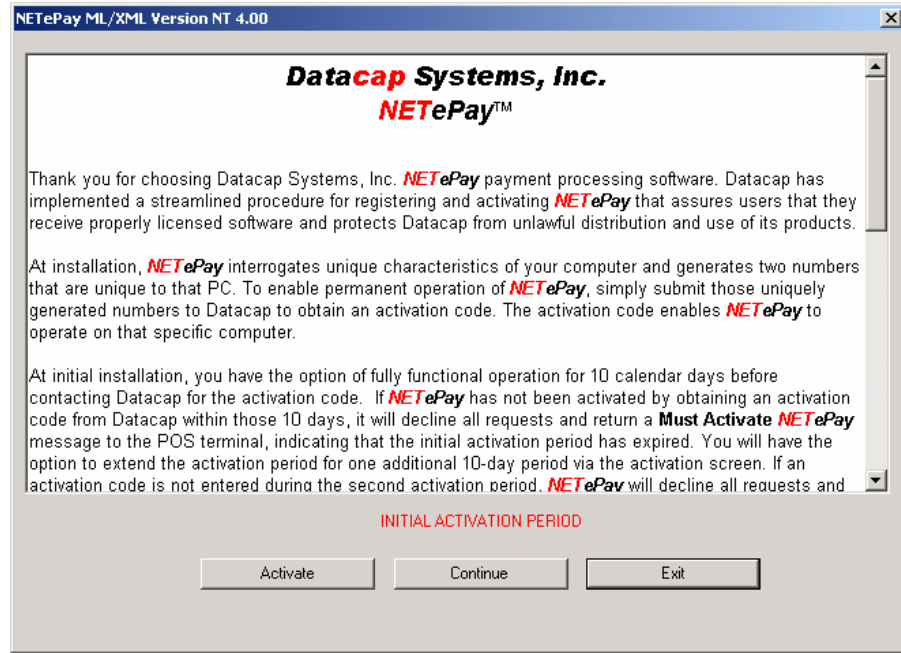 NETePay ML/XML Version NT 4.00
Datacap Systems, Inc.
NETePay™
Thank you for choosing Datacap Systems, Inc. NETePay payment processing software. Datacap has
implemented a streamlined procedure for registering and activating NETePay that assures users that they
receive properly licensed software and protects Datacap from unlawful distribution and use of its products.
At installation, NETePay interrogates unique characteristics of your computer and generates two numbers
that are unique to that PC. To enable permanent operation of NETePay, simply submit those uniquely
generated numbers to Datacap to obtain an activation code. The activation code enables NETePay to
operate on that specific computer.
At initial installation, you have the option of fully functional operation for 10 calendar days before
contacting Datacap for the activation code. If NETePay has not been activated by obtaining an activation
code from Datacap within those 10 days, it will decline all requests and return a Must Activate NETePay
message to the POS terminal, indicating that the initial activation period has expired. You will have the
option to extend the activation period for one additional 10-day period via the activation screen. If an
activation code is not entered during the second activation period, NETePay will decline all requests and
INITIAL ACTIVATION PERIOD
Activate Continue Exit